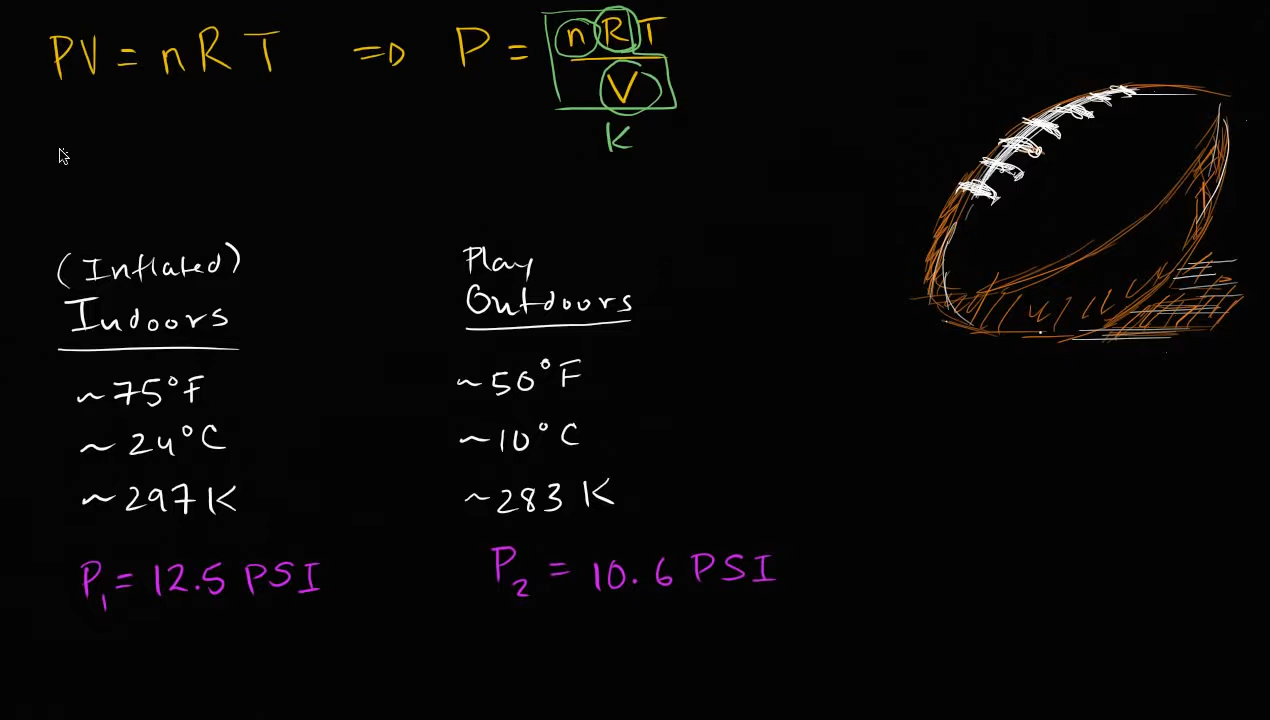 PV = nRT ⇒ P = nRT
V
K
(Inflated)
Indoors
~75°F
~24°C
~297K
P₁ = 12.5 PSI
Play
Outdoors
~50°F
~10°C
~283 K
P₂ = 10.6 PSI